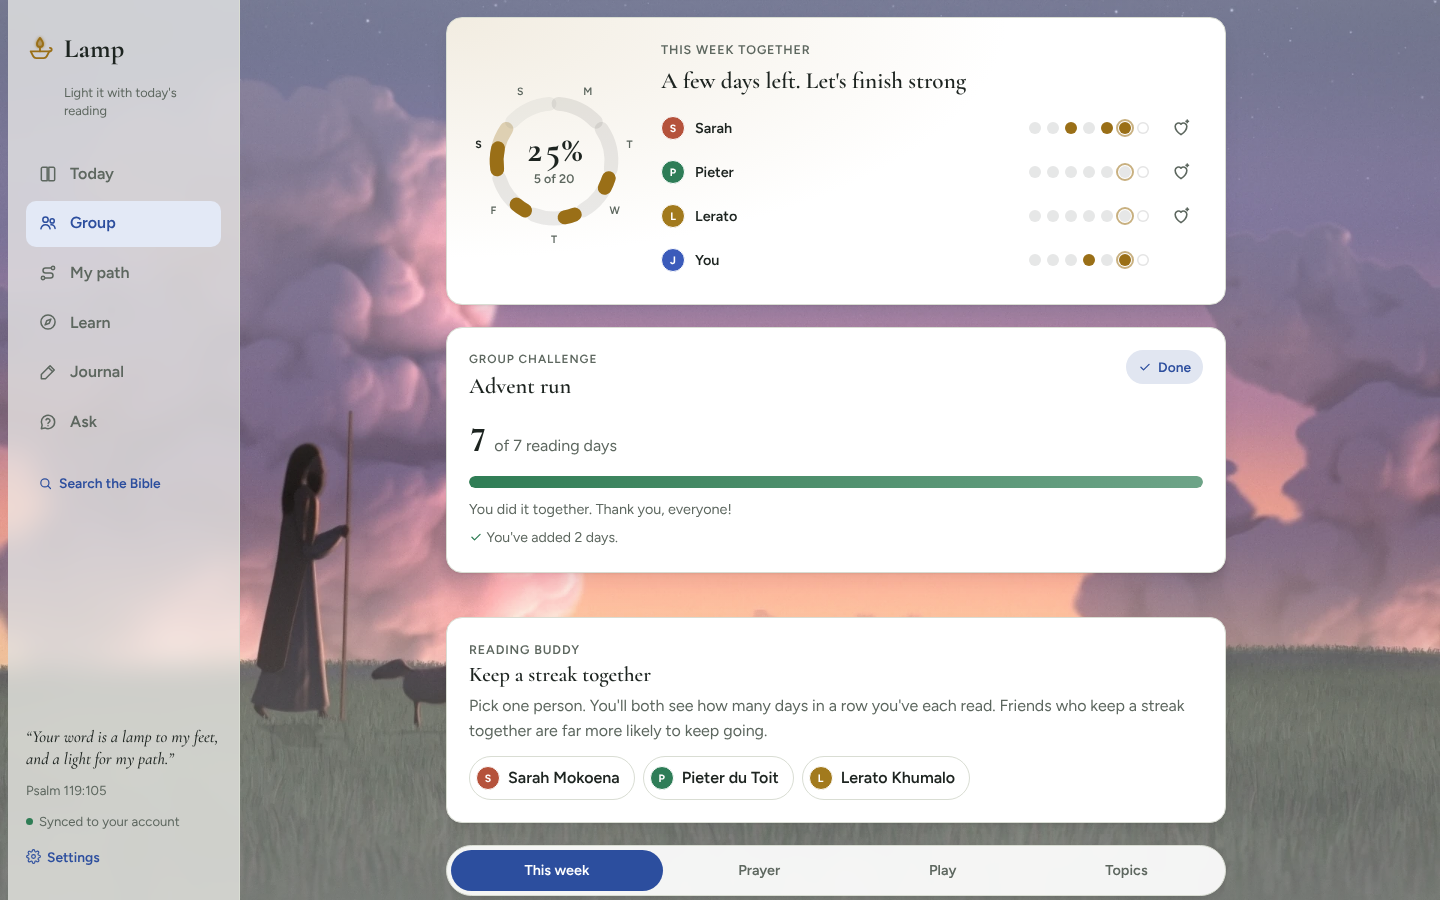 Lamp
Light it with today's
reading
Today
Group
My path
Learn
Journal
Ask
Search the Bible
“Your word is a lamp to my feet,
and a light for my path.”
Psalm 119:105
Synced to your account
Settings
THIS WEEK TOGETHER
A few days left. Let's finish strong
S
M
S
T
25%
5 of 20
F
W
T
S
Sarah
P
Pieter
L
Lerato
J
You
GROUP CHALLENGE
Done
Advent run
7 of 7 reading days
You did it together. Thank you, everyone!
You've added 2 days.
READING BUDDY
Keep a streak together
Pick one person. You'll both see how many days in a row you've each read. Friends who keep a streak
together are far more likely to keep going.
S Sarah Mokoena
P Pieter du Toit
L Lerato Khumalo
This week
Prayer
Play
Topics